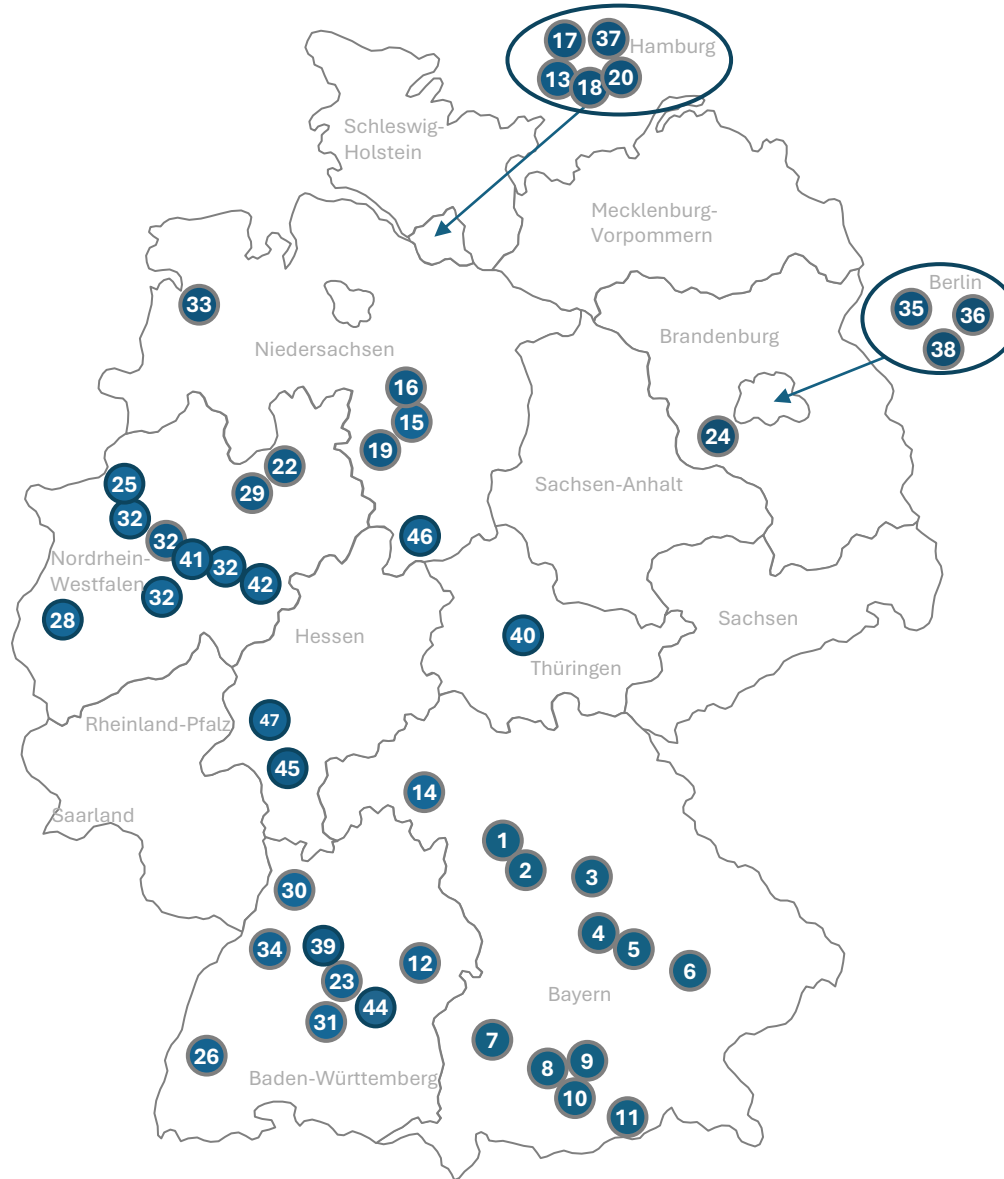 17 37
Hamburg
13 18 20
Schleswig-
Holstein
Mecklenburg-
Vorpommern
Berlin
35 36
38
33
Niedersachsen
Brandenburg
16
15
19
24
22
29
25
32
Sachsen-Anhalt
32
41
32
42
46
Nordrhein-
Westfalen
32
28
Hessen
40
Thüringen
Sachsen
47
Rheinland-Pfalz
45
Saarland
14
1
2
3
30
4
5
6
34
39
12
23
44
31
Bayern
7
26
8
9
10
11
Baden-Württemberg